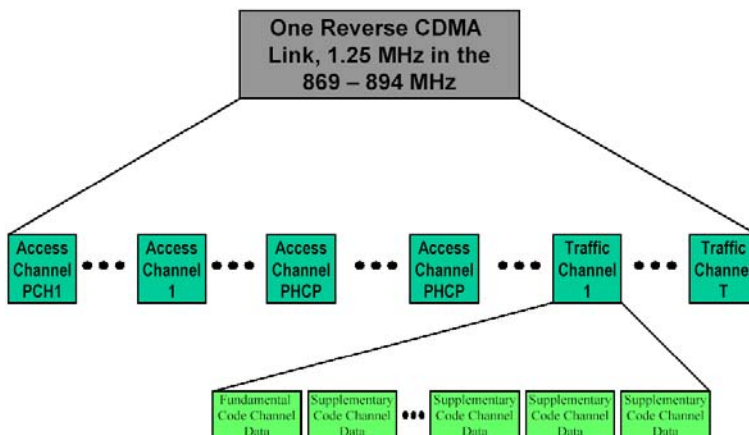 One Reverse CDMA
Link, 1.25 MHz in the
869 – 894 MHz
Access
Channel
PCH1
Access
Channel
1
Access
Channel
PHCP
Access
Channel
PHCP
Traffic
Channel
1
Traffic
Channel
T
Fundamental
Code Channel
Data
Supplementary
Code Channel
Data
Supplementary
Code Channel
Data
Supplementary
Code Channel
Data
Supplementary
Code Channel
Data